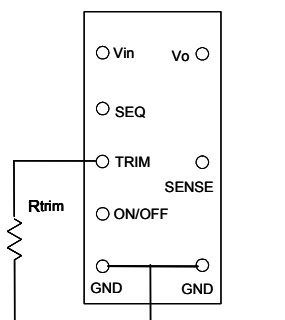 Vin
Vo
SEQ
TRIM
SENSE
Rtrim
ON/OFF
GND
GND